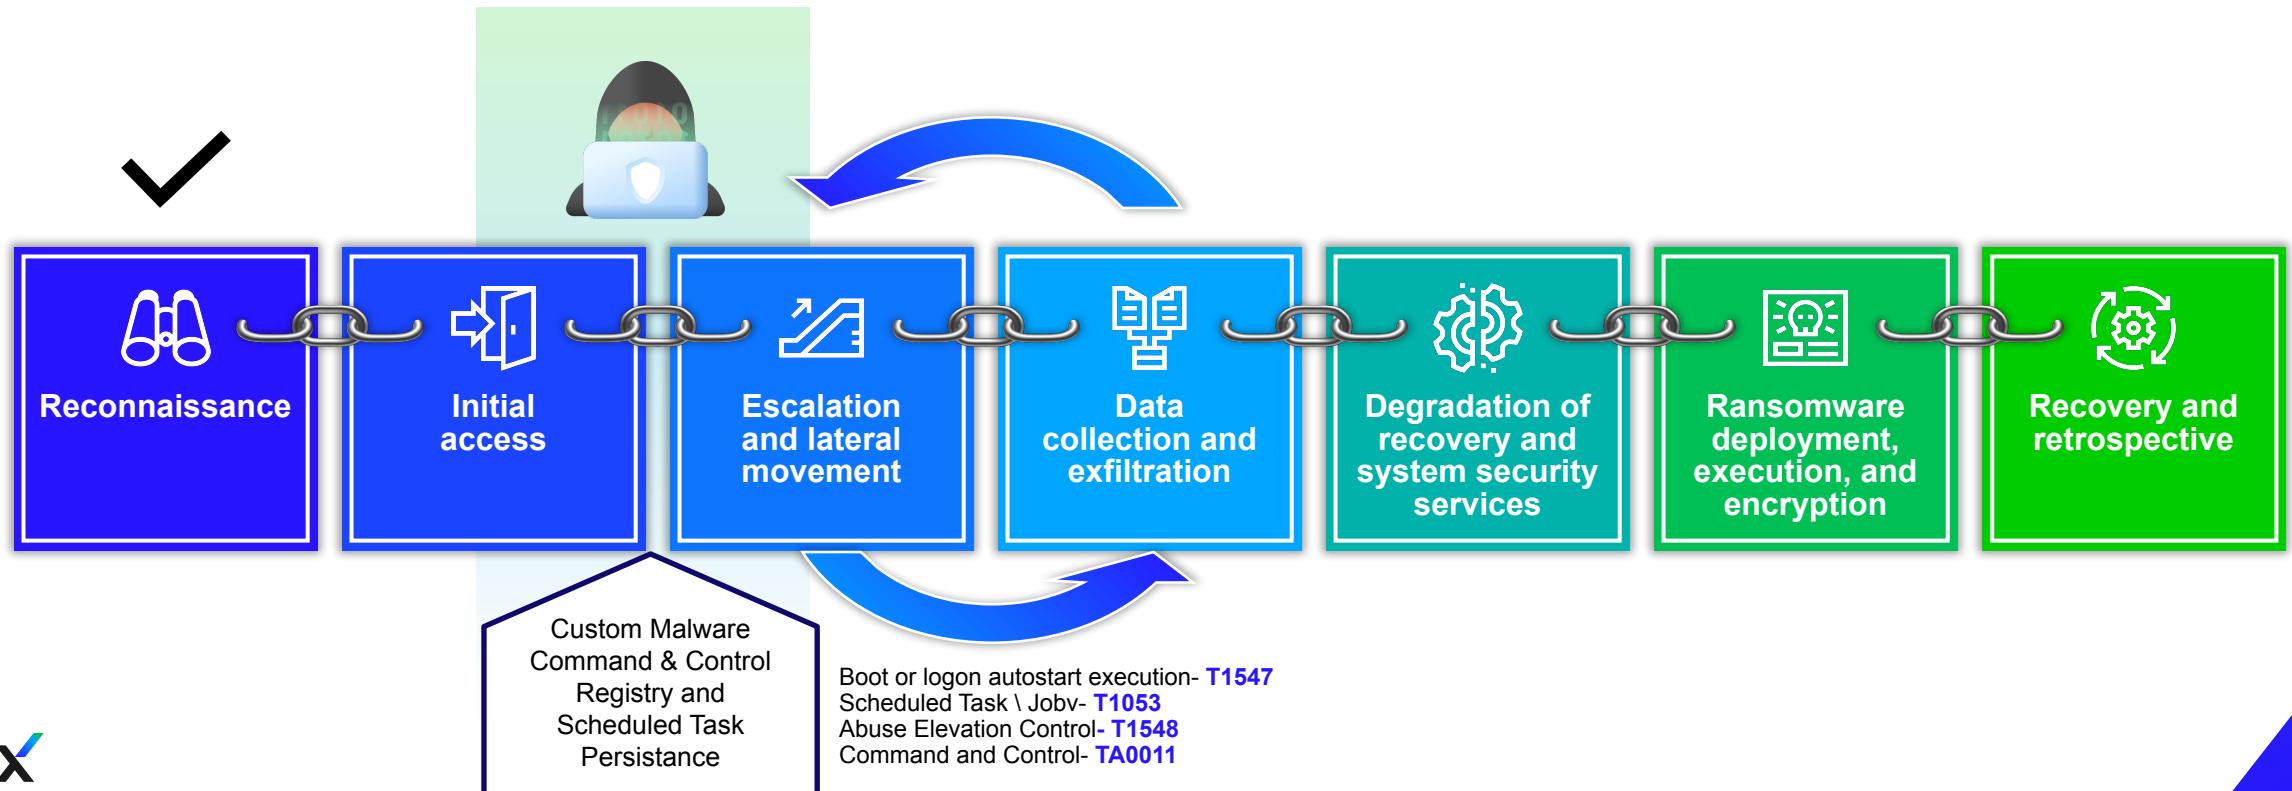 Reconnaissance
Initial
access
Escalation
and lateral
movement
Data
collection and
exfiltration
Degradation of
recovery and
system security
services
Ransomware
deployment,
execution, and
encryption
Recovery and
retrospective
Custom Malware
Command & Control
Registry and
Scheduled Task
Persistance
Boot or logon autostart execution- T1547
Scheduled Task \ Jobv- T1053
Abuse Elevation Control- T1548
Command and Control- TA0011